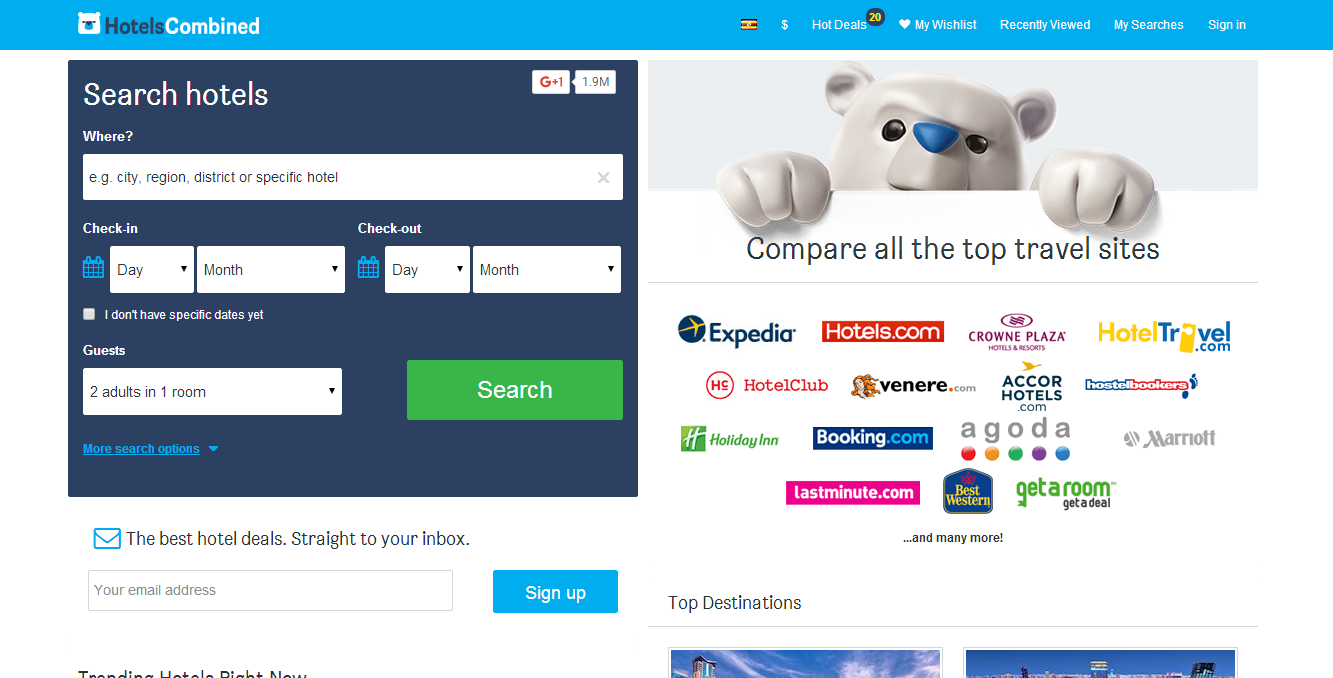 HotelsCombined
$
Hot Deals 20
My Wishlist
Recently Viewed
My Searches
Sign in
Search hotels
G+1 1.9M
Where?
e.g. city, region, district or specific hotel
Check-in
Check-out
Day
Month
Day
Month
I don't have specific dates yet
Guests
2 adults in 1 room
Search
More search options
The best hotel deals. Straight to your inbox.
Your email address
Sign up
Trending Hotels Right Now
Compare all the top travel sites
Expedia
Hotels.com
CROWNE PLAZA
HOTELS & RESORTS
HotelTravel
.com
HC HotelClub
venere.com
ACCOR
HOTELS
.com
hostelbookers
H Holiday Inn
Booking.com
agoda
Marriott
lastminute.com
Best
Western
getaroom
getadeal
...and many more!
Top Destinations